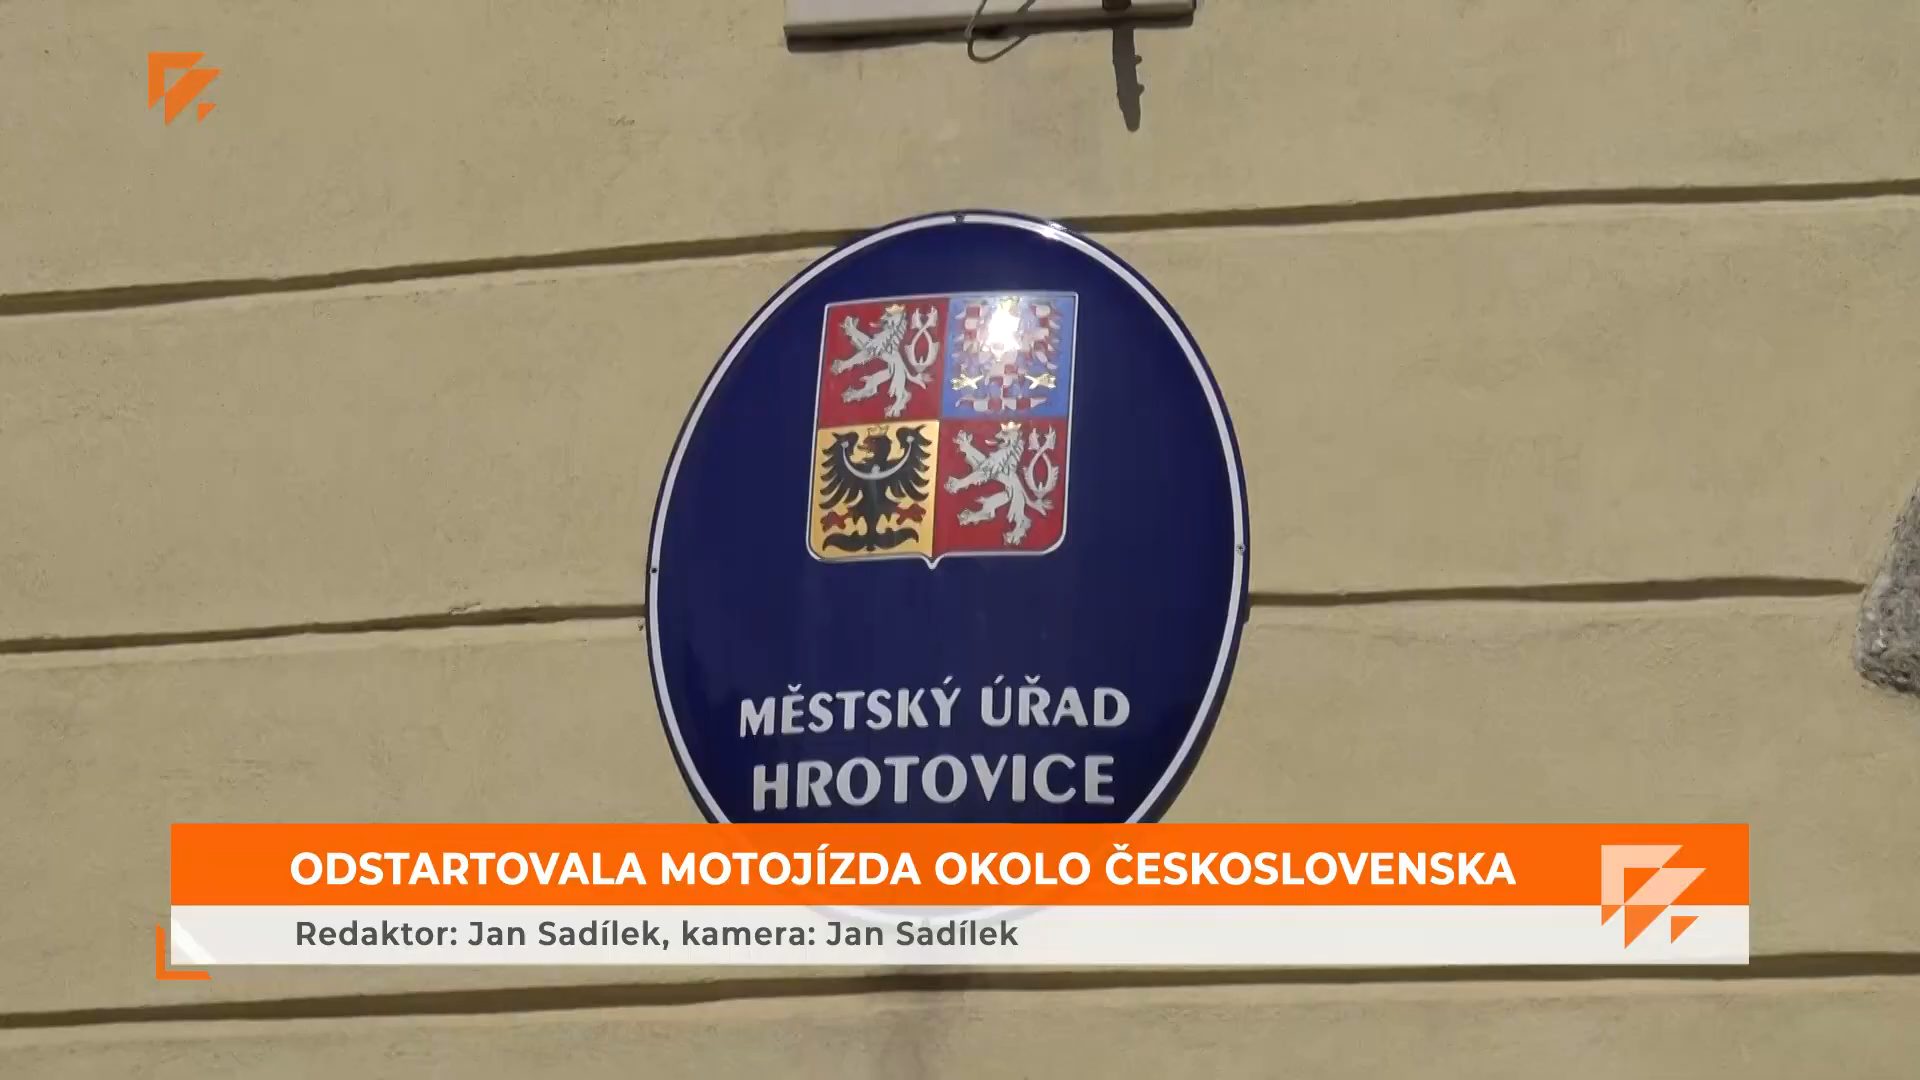 MĚSTSKÝ ÚŘAD
HROTOVICE
ODSTARTOVALA MOTOJÍZDA OKOLO ČESKOSLOVENSKA
Redaktor: Jan Sadílek, kamera: Jan Sadílek